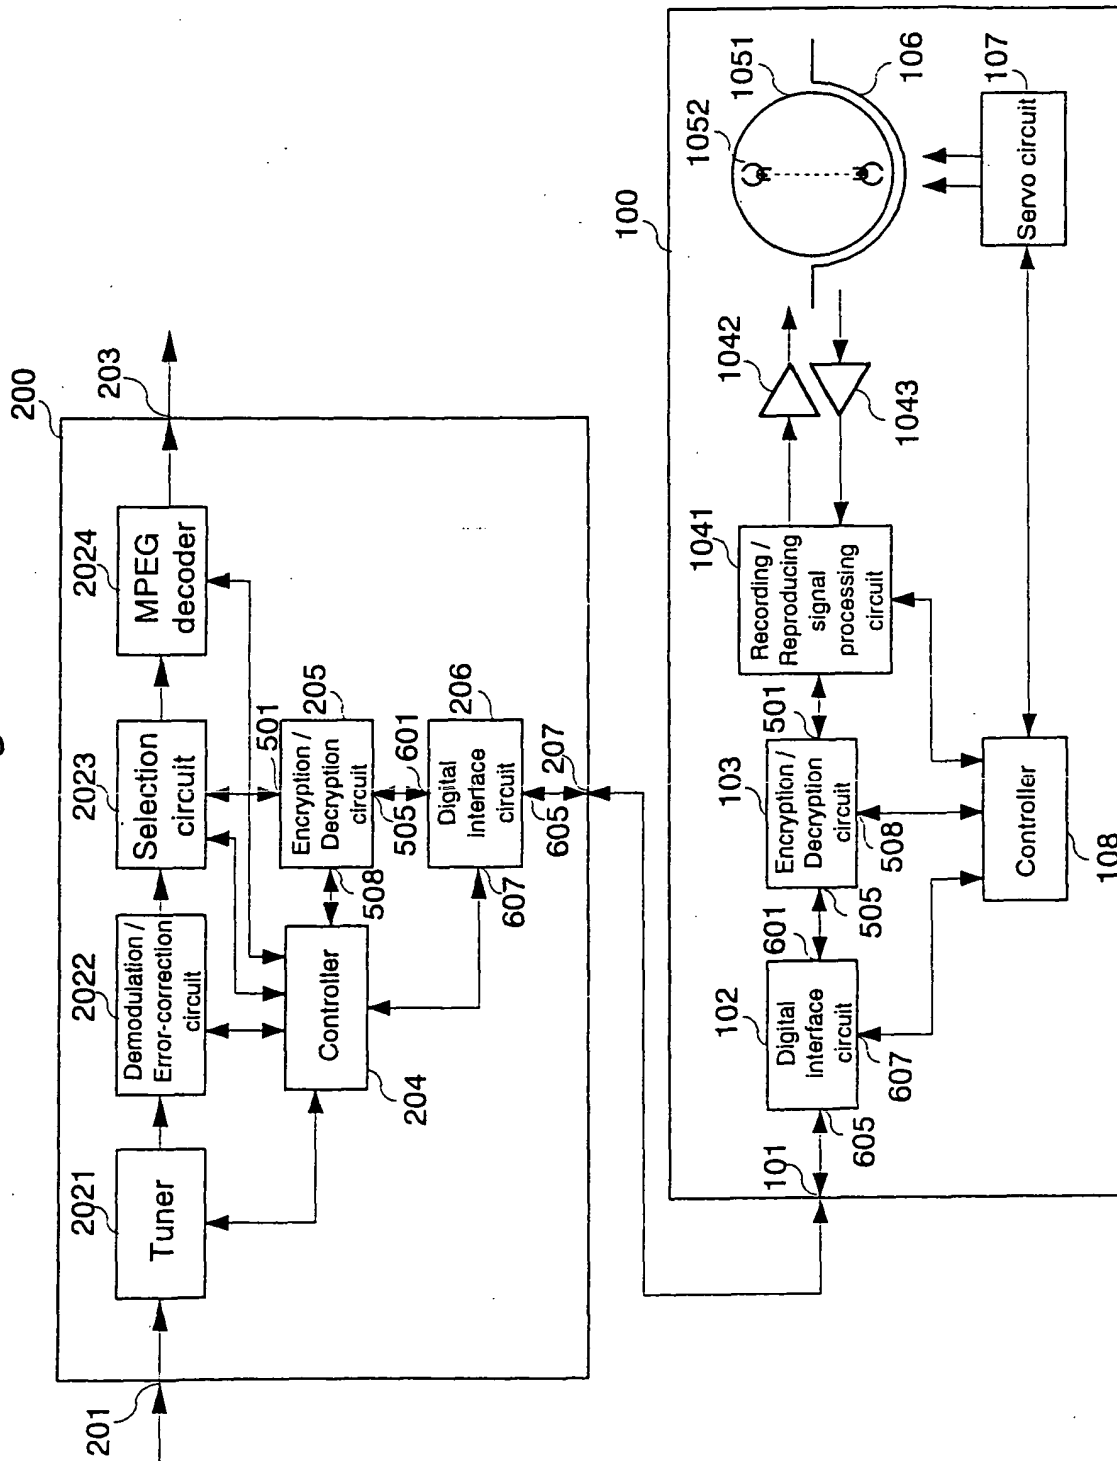 200
201
2021
Tuner
2022
Demodulation /
Error-correction
circuit
2023
Selection
circuit
2024
MPEG
decoder
203
Controller
204
501
205
Encryption /
Decryption
circuit
508
505
601
206
Digital
interface
circuit
607
605
207
100
101
605
102
Digital
interface
circuit
601
607
103
Encryption /
Decryption
circuit
501
505
508
1041
Recording /
Reproducing
signal
processing
circuit
1042
1043
1052
1051
106
107
Servo circuit
Controller
108